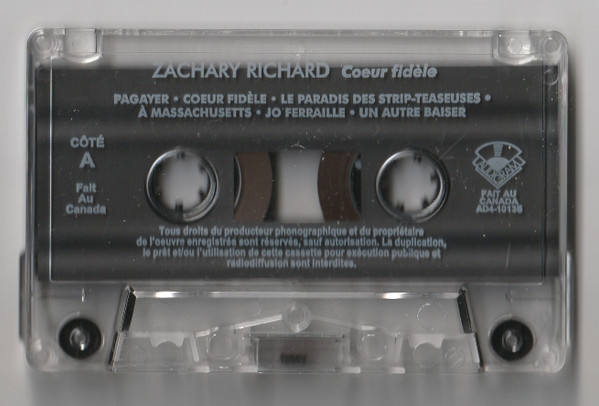 ZACHARY RICHARD Coeur fidèle
PAGAYER • COEUR FIDÈLE • LE PARADIS DES STRIP-TEASEUSES •
À MASSACHUSETTS • JO FERRAILLE • UN AUTRE BAISER
CÔTÉ
A
Fait
Au
Canada
AUDIOGRAM
FAIT AU
CANADA
AD4-10135
Tous droits du producteur phonographique et du propriétaire
de l'oeuvre enregistrés sont réservés, sauf autorisation. La duplication,
le prêt et/ou l'utilisation de cette cassette pour exécution publique et
radiodiffusion sont interdites.